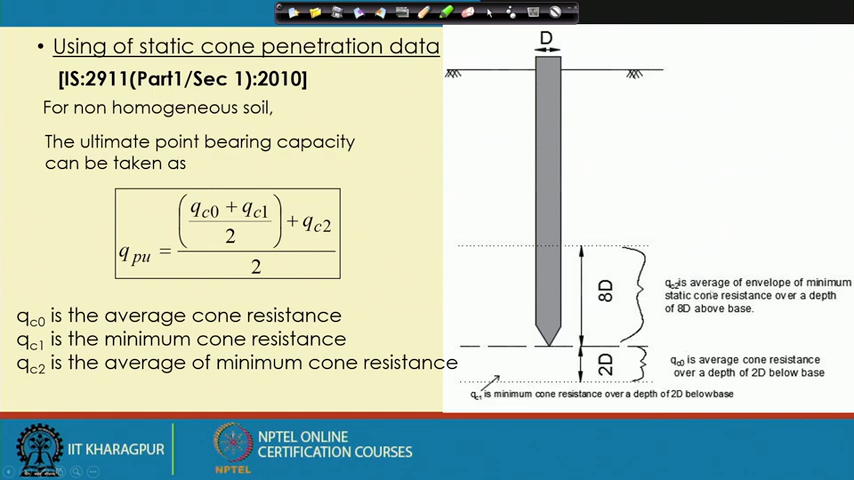 • Using of static cone penetration data
[IS:2911(Part1/Sec 1):2010]
For non homogeneous soil,
The ultimate point bearing capacity
can be taken as
q_pu = (((q_c0 + q_c1) / 2) + q_c2) / 2
q_c0 is the average cone resistance
q_c1 is the minimum cone resistance
q_c2 is the average of minimum cone resistance
D
8D
q_c2 is average of envelope of minimum
static cone resistance over a depth
of 8D above base.
2D
q_c0 is average cone resistance
over a depth of 2D below base
q_c1 is minimum cone resistance over a depth of 2D belowbase
IIT KHARAGPUR
NPTEL
NPTEL ONLINE
CERTIFICATION COURSES